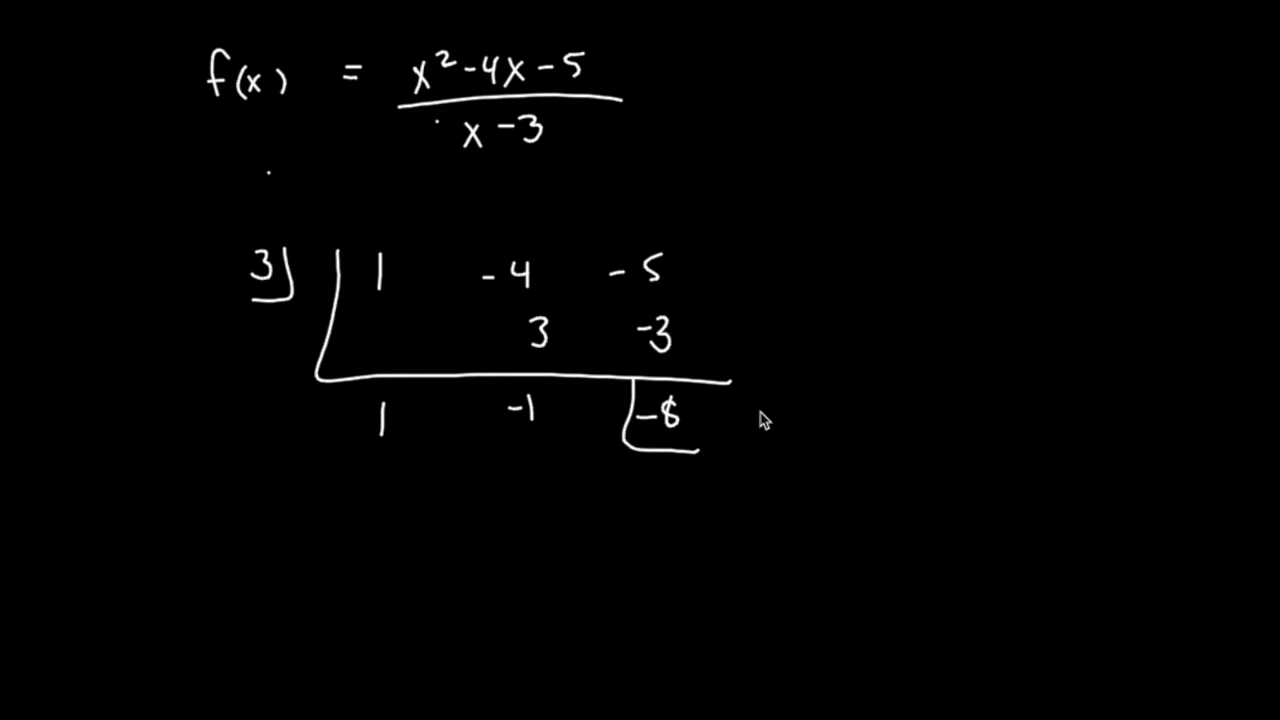 f(x) = x²-4x-5
x-3
3 1 -4 -5
3 -3
1 -1 -8